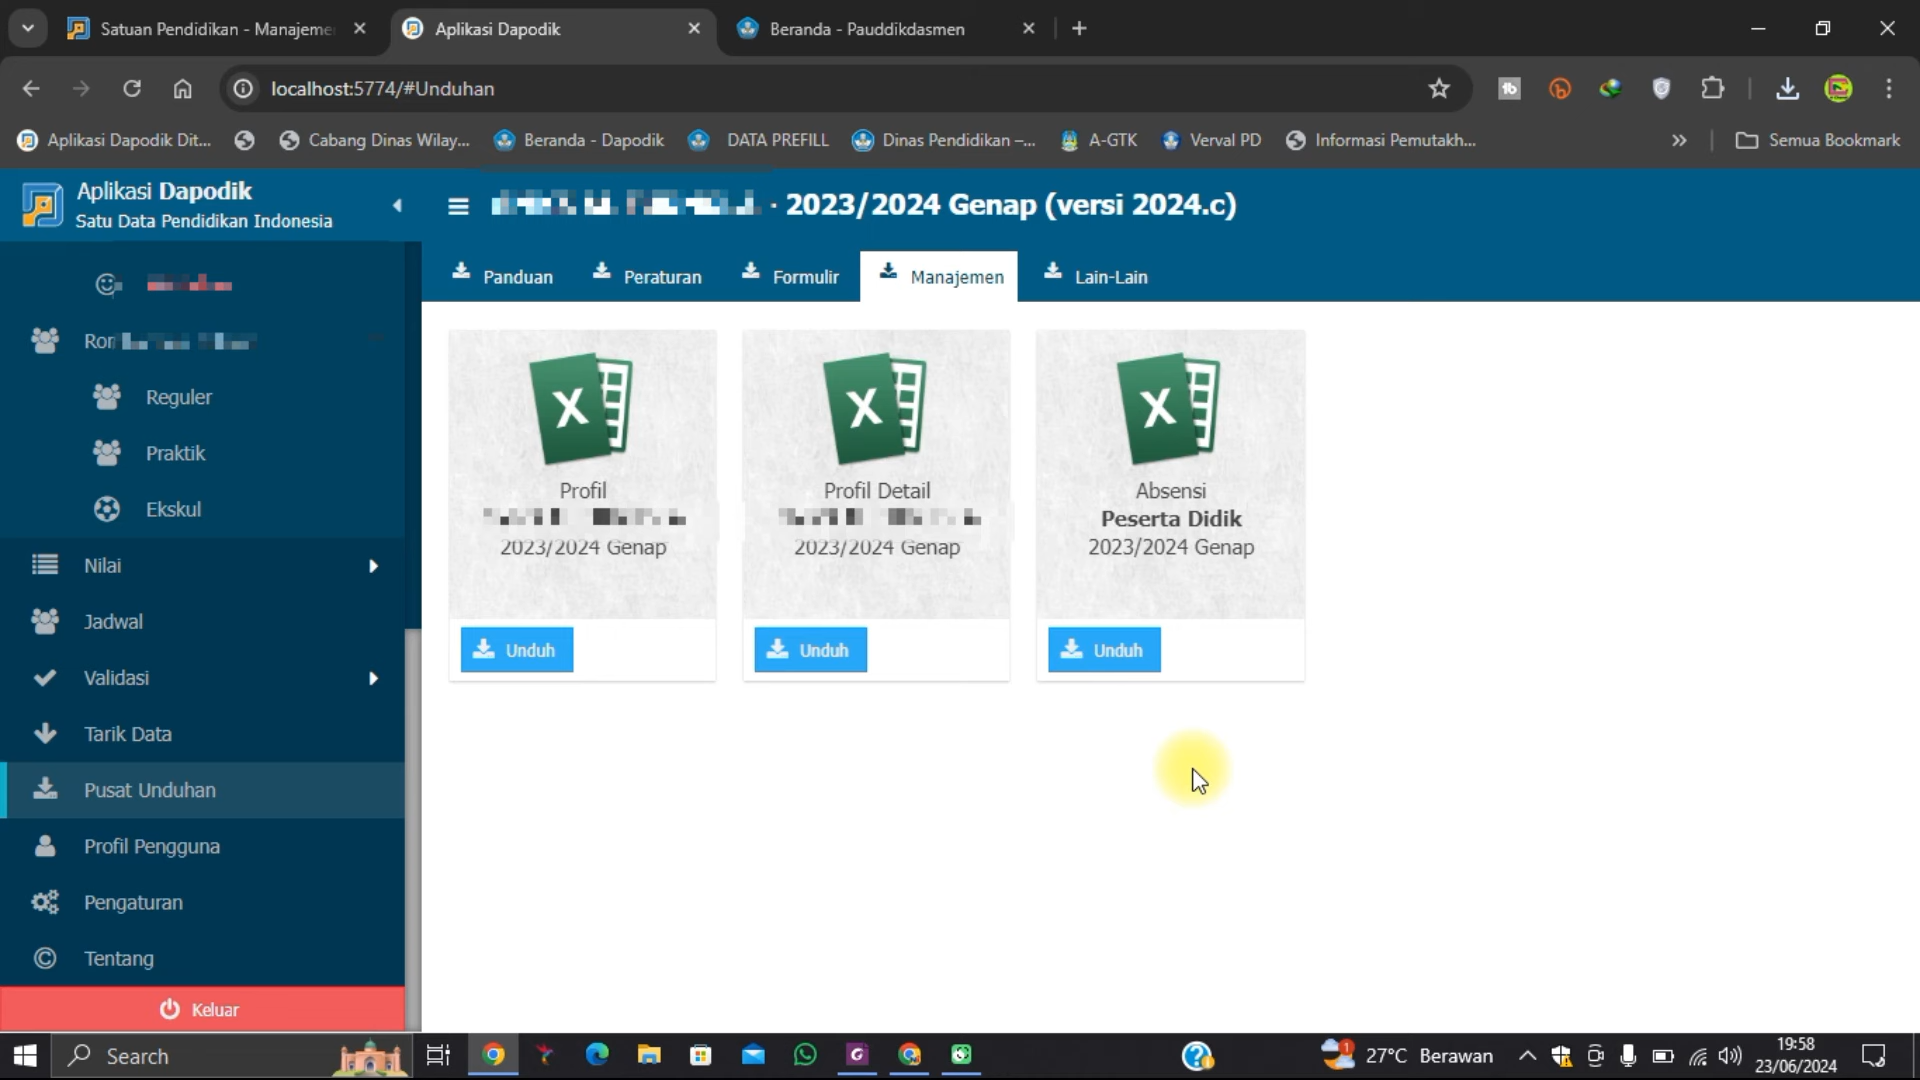 Satuan Pendidikan - Manajeme
Aplikasi Dapodik
Beranda - Pauddikdasmen
localhost:5774/#Unduhan
Aplikasi Dapodik Dit...
Cabang Dinas Wilay...
Beranda - Dapodik
DATA PREFILL
Dinas Pendidikan –...
A-GTK
Verval PD
Informasi Pemutakh...
Semua Bookmark
Aplikasi Dapodik
Satu Data Pendidikan Indonesia
· 2023/2024 Genap (versi 2024.c)
Panduan
Peraturan
Formulir
Manajemen
Lain-Lain
Reguler
Praktik
Ekskul
Nilai
Jadwal
Validasi
Tarik Data
Pusat Unduhan
Profil Pengguna
Pengaturan
Tentang
Keluar
Profil
2023/2024 Genap
Unduh
Profil Detail
2023/2024 Genap
Unduh
Absensi
Peserta Didik
2023/2024 Genap
Unduh
Search
27°C Berawan
19:58
23/06/2024